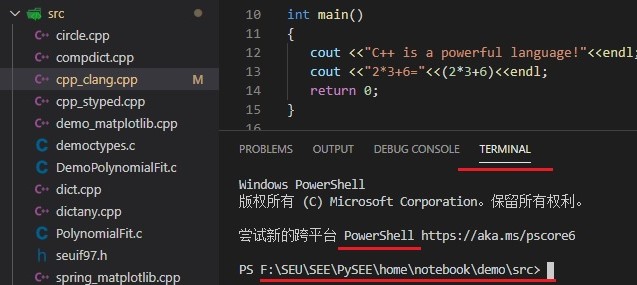 src
circle.cpp
compdict.cpp
cpp_clang.cpp M
cpp_styped.cpp
demo_matplotlib.cpp
democtypes.c
DemoPolynomialFit.c
dict.cpp
dictany.cpp
PolynomialFit.c
seuif97.h
spring_matplotlib.cpp
10 int main()
11 {
12 cout <<"C++ is a powerful language!"<<endl;
13 cout <<"2*3+6="<<(2*3+6)<<endl;
14 return 0;
15 }
16
PROBLEMS OUTPUT DEBUG CONSOLE TERMINAL
Windows PowerShell
版权所有 (C) Microsoft Corporation。保留所有权利。
尝试新的跨平台 PowerShell https://aka.ms/pscore6
PS F:\SEU\SEE\PySEE\home\notebook\demo\src>